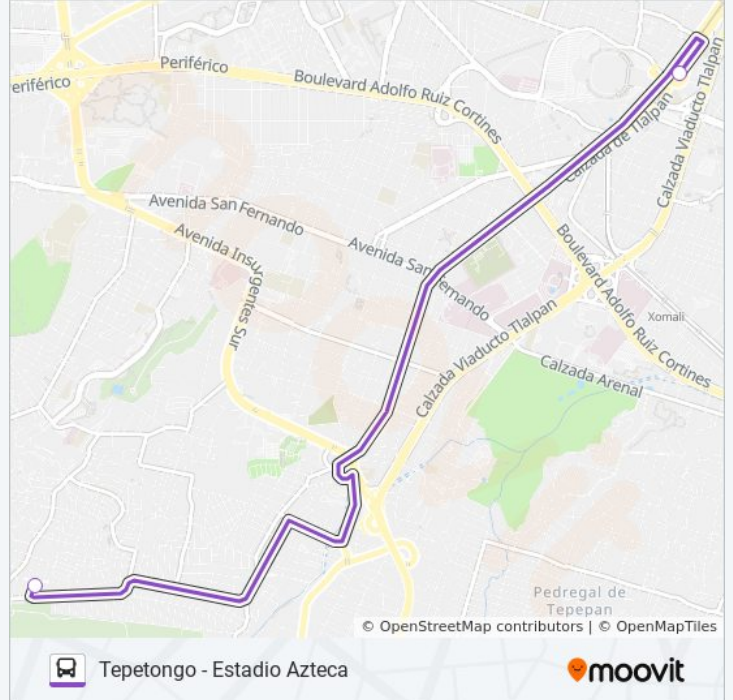 Periférico
eriférico
Boulevard Adolfo Ruiz Cortines
Calzada de Tlalpan
Calzada Viaducto Tlalpan
Avenida San Fernando
Avenida Insurgentes Sur
Avenida San Fernando
Boulevard Adolfo Ruiz Cortines
Xomali
Calzada Viaducto Tlalpan
Calzada Arenal
Pedregal de
Tepepan
© OpenStreetMap contributors | © OpenMapTiles
Tepetongo - Estadio Azteca
moovit